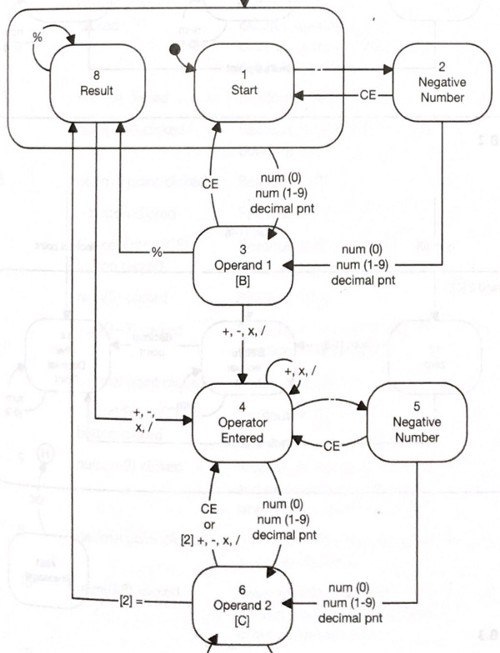 %
8
Result
1
Start
-
2
Negative
Number
CE
CE
num (0)
num (1-9)
decimal pnt
%
3
Operand 1
[B]
num (0)
num (1-9)
decimal pnt
+, -, x, /
+, x, /
+, -,
x, /
4
Operator
Entered
-
5
Negative
Number
CE
CE
or
[2] +, -, x, /
num (0)
num (1-9)
decimal pnt
[2] =
6
Operand 2
[C]
num (0)
num (1-9)
decimal pnt